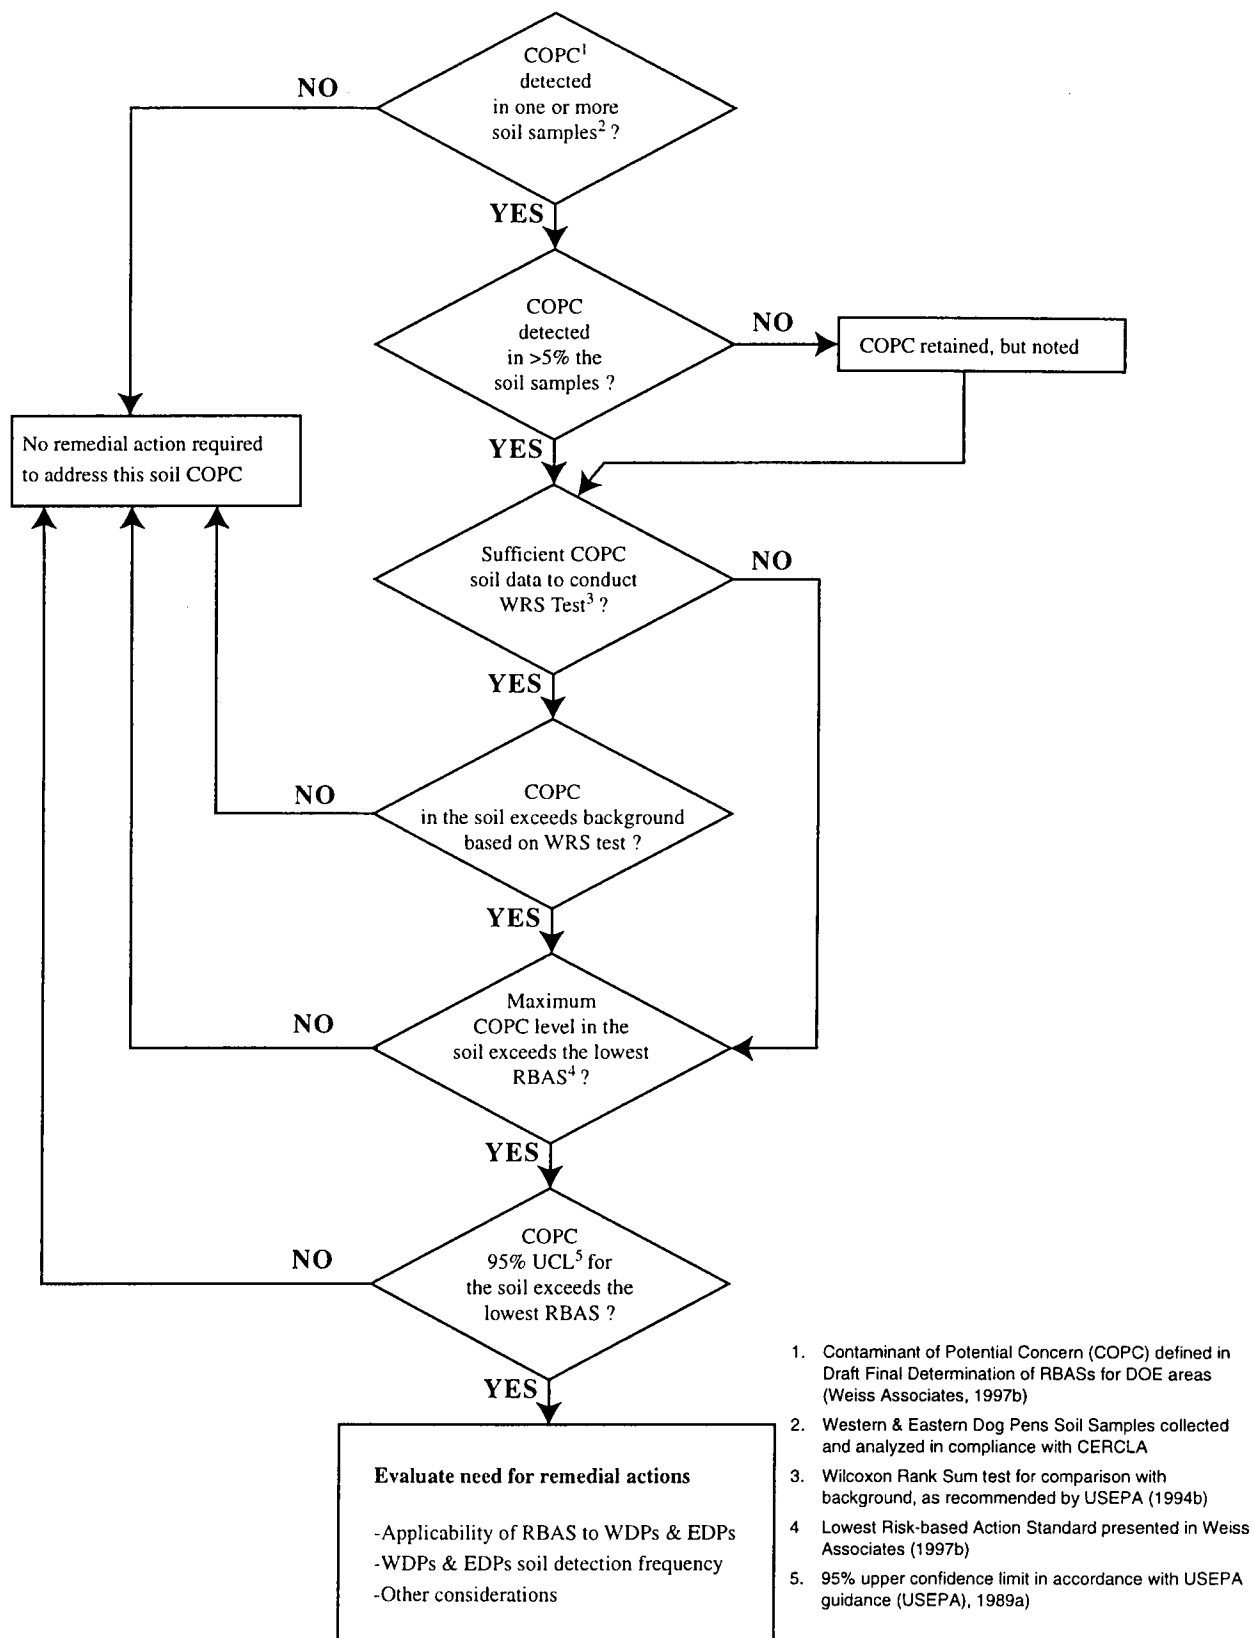 COPC1
detected
in one or more
soil samples2 ?
NO
YES
COPC
detected
in >5% the
soil samples ?
NO
COPC retained, but noted
YES
No remedial action required
to address this soil COPC
Sufficient COPC
soil data to conduct
WRS Test3 ?
NO
YES
COPC
in the soil exceeds background
based on WRS test ?
NO
YES
Maximum
COPC level in the
soil exceeds the lowest
RBAS4 ?
NO
YES
COPC
95% UCL5 for
the soil exceeds the
lowest RBAS ?
NO
YES
Evaluate need for remedial actions
-Applicability of RBAS to WDPs & EDPs
-WDPs & EDPs soil detection frequency
-Other considerations
1. Contaminant of Potential Concern (COPC) defined in
Draft Final Determination of RBASs for DOE areas
(Weiss Associates, 1997b)
2. Western & Eastern Dog Pens Soil Samples collected
and analyzed in compliance with CERCLA
3. Wilcoxon Rank Sum test for comparison with
background, as recommended by USEPA (1994b)
4 Lowest Risk-based Action Standard presented in Weiss
Associates (1997b)
5. 95% upper confidence limit in accordance with USEPA
guidance (USEPA), 1989a)